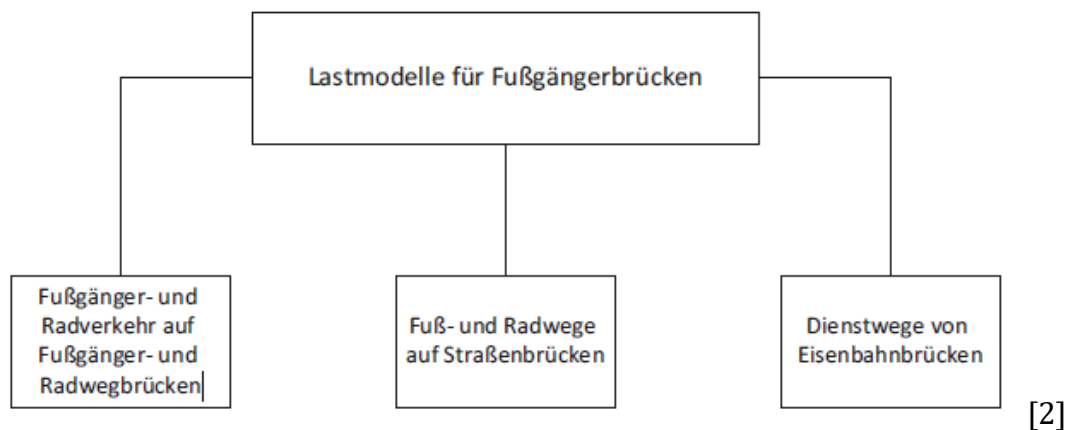 Lastmodelle für Fußgängerbrücken
Fußgänger- und
Radverkehr auf
Fußgänger- und
Radwegbrücken
Fuß- und Radwege
auf Straßenbrücken
Dienstwege von
Eisenbahnbrücken
[2]